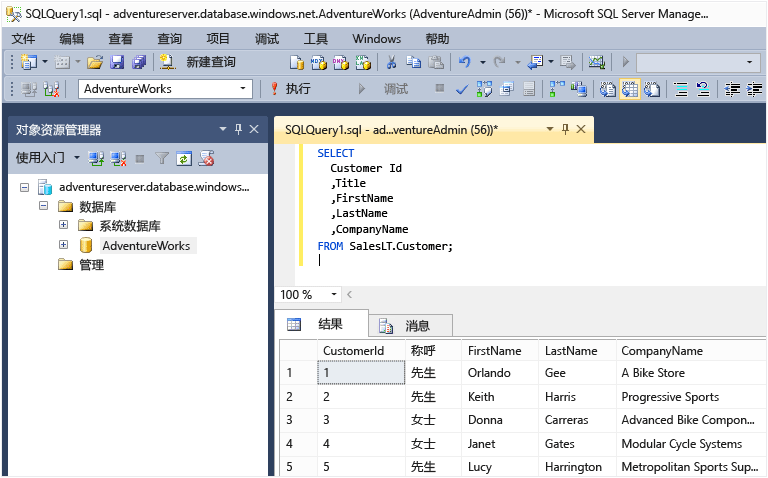 SQLQuery1.sql - adventureserver.database.windows.net.AdventureWorks (AdventureAdmin (56))* - Microsoft SQL Server Manage...
文件 编辑 查看 查询 项目 调试 工具 Windows 帮助
新建查询
AdventureWorks 执行 调试
对象资源管理器
使用入门
adventureserver.database.windows...
数据库
系统数据库
AdventureWorks
管理
SQLQuery1.sql - ad...ventureAdmin (56))*
SELECT
Customer Id
,Title
,FirstName
,LastName
,CompanyName
FROM SalesLT.Customer;
100 %
结果 消息
CustomerId 称呼 FirstName LastName CompanyName
1 1 先生 Orlando Gee A Bike Store
2 2 先生 Keith Harris Progressive Sports
3 3 女士 Donna Carreras Advanced Bike Compon...
4 4 女士 Janet Gates Modular Cycle Systems
5 5 先生 Lucy Harrington Metropolitan Sports Sup...